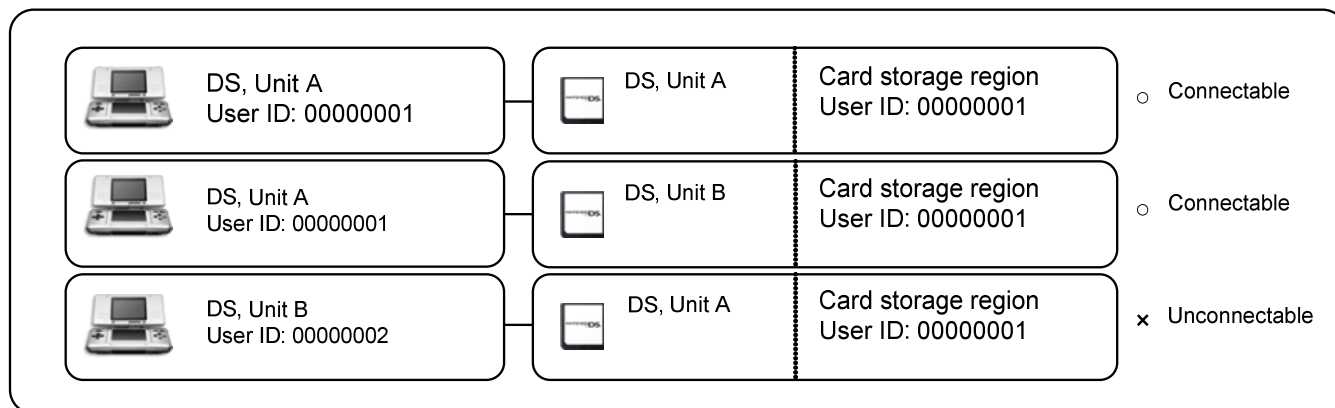 DS, Unit A
User ID: 00000001
DS, Unit A
Card storage region
User ID: 00000001
○ Connectable
DS, Unit A
User ID: 00000001
DS, Unit B
Card storage region
User ID: 00000001
○ Connectable
DS, Unit B
User ID: 00000002
DS, Unit A
Card storage region
User ID: 00000001
× Unconnectable